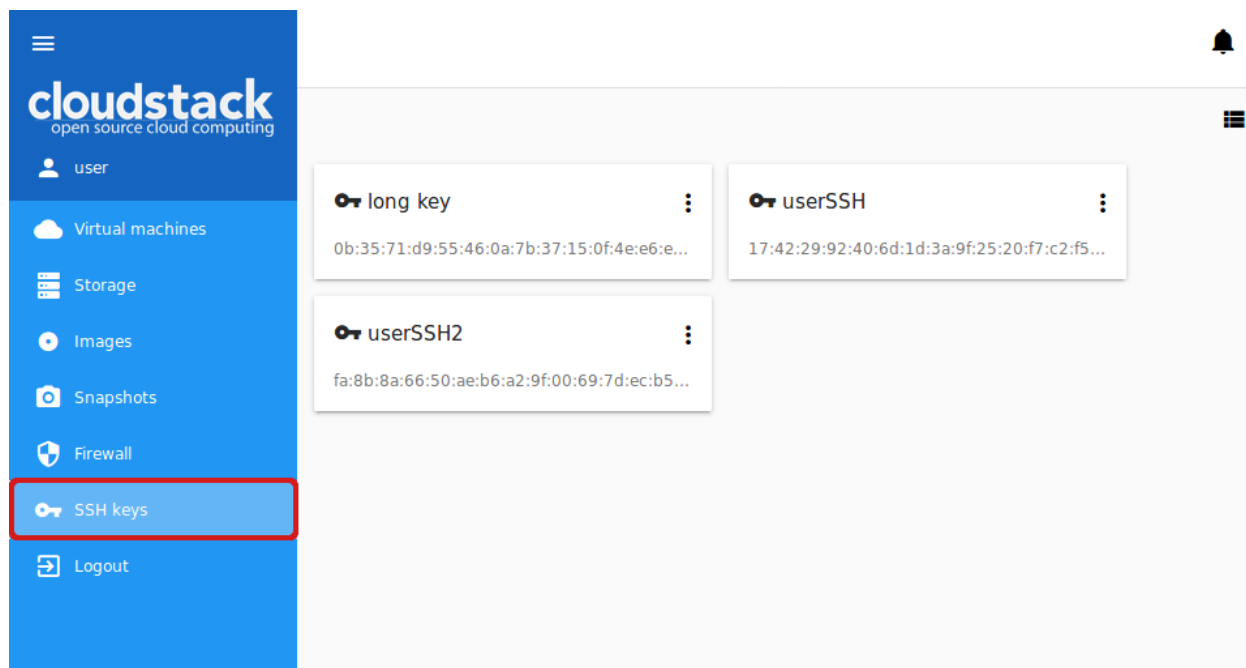 cloudstack
open source cloud computing
user
Virtual machines
Storage
Images
Snapshots
Firewall
SSH keys
Logout
long key
0b:35:71:d9:55:46:0a:7b:37:15:0f:4e:e6:e...
userSSH
17:42:29:92:40:6d:1d:3a:9f:25:20:f7:c2:f5...
userSSH2
fa:8b:8a:66:50:ae:b6:a2:9f:00:69:7d:ec:b5...